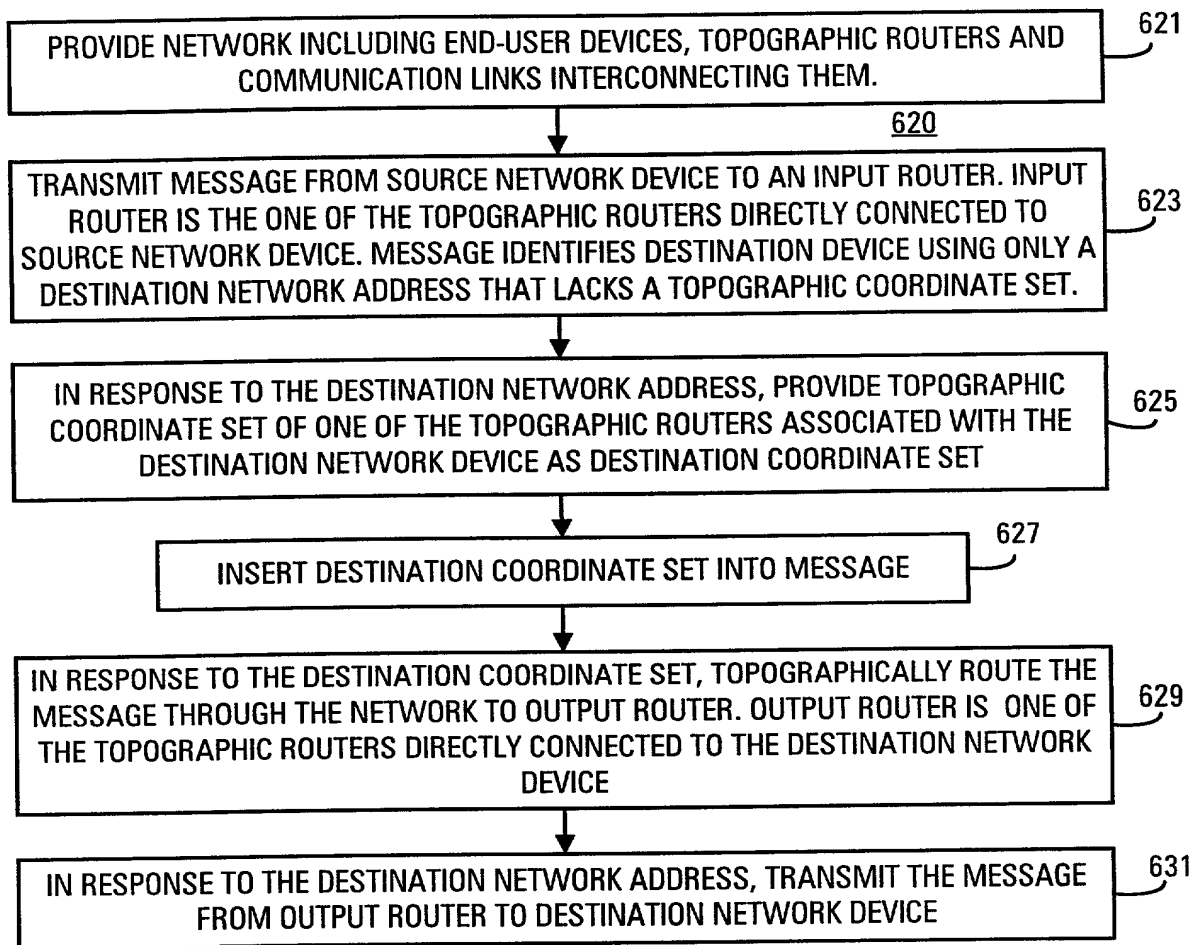 PROVIDE NETWORK INCLUDING END-USER DEVICES, TOPOGRAPHIC ROUTERS AND
COMMUNICATION LINKS INTERCONNECTING THEM.
621
620
TRANSMIT MESSAGE FROM SOURCE NETWORK DEVICE TO AN INPUT ROUTER. INPUT
ROUTER IS THE ONE OF THE TOPOGRAPHIC ROUTERS DIRECTLY CONNECTED TO
SOURCE NETWORK DEVICE. MESSAGE IDENTIFIES DESTINATION DEVICE USING ONLY A
DESTINATION NETWORK ADDRESS THAT LACKS A TOPOGRAPHIC COORDINATE SET.
623
IN RESPONSE TO THE DESTINATION NETWORK ADDRESS, PROVIDE TOPOGRAPHIC
COORDINATE SET OF ONE OF THE TOPOGRAPHIC ROUTERS ASSOCIATED WITH THE
DESTINATION NETWORK DEVICE AS DESTINATION COORDINATE SET
625
INSERT DESTINATION COORDINATE SET INTO MESSAGE
627
IN RESPONSE TO THE DESTINATION COORDINATE SET, TOPOGRAPHICALLY ROUTE THE
MESSAGE THROUGH THE NETWORK TO OUTPUT ROUTER. OUTPUT ROUTER IS ONE OF
THE TOPOGRAPHIC ROUTERS DIRECTLY CONNECTED TO THE DESTINATION NETWORK
DEVICE
629
IN RESPONSE TO THE DESTINATION NETWORK ADDRESS, TRANSMIT THE MESSAGE
FROM OUTPUT ROUTER TO DESTINATION NETWORK DEVICE
631